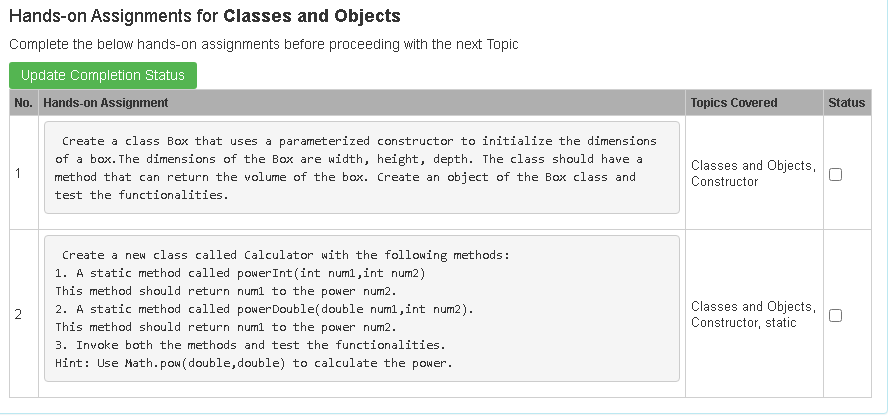 Hands-on Assignments for Classes and Objects
Complete the below hands-on assignments before proceeding with the next Topic
Update Completion Status
No. Hands-on Assignment Topics Covered Status
1
Create a class Box that uses a parameterized constructor to initialize the dimensions
of a box.The dimensions of the Box are width, height, depth. The class should have a
method that can return the volume of the box. Create an object of the Box class and
test the functionalities.
Classes and Objects,
Constructor
2
Create a new class called Calculator with the following methods:
1. A static method called powerInt(int num1,int num2)
This method should return num1 to the power num2.
2. A static method called powerDouble(double num1,int num2).
This method should return num1 to the power num2.
3. Invoke both the methods and test the functionalities.
Hint: Use Math.pow(double,double) to calculate the power.
Classes and Objects,
Constructor, static